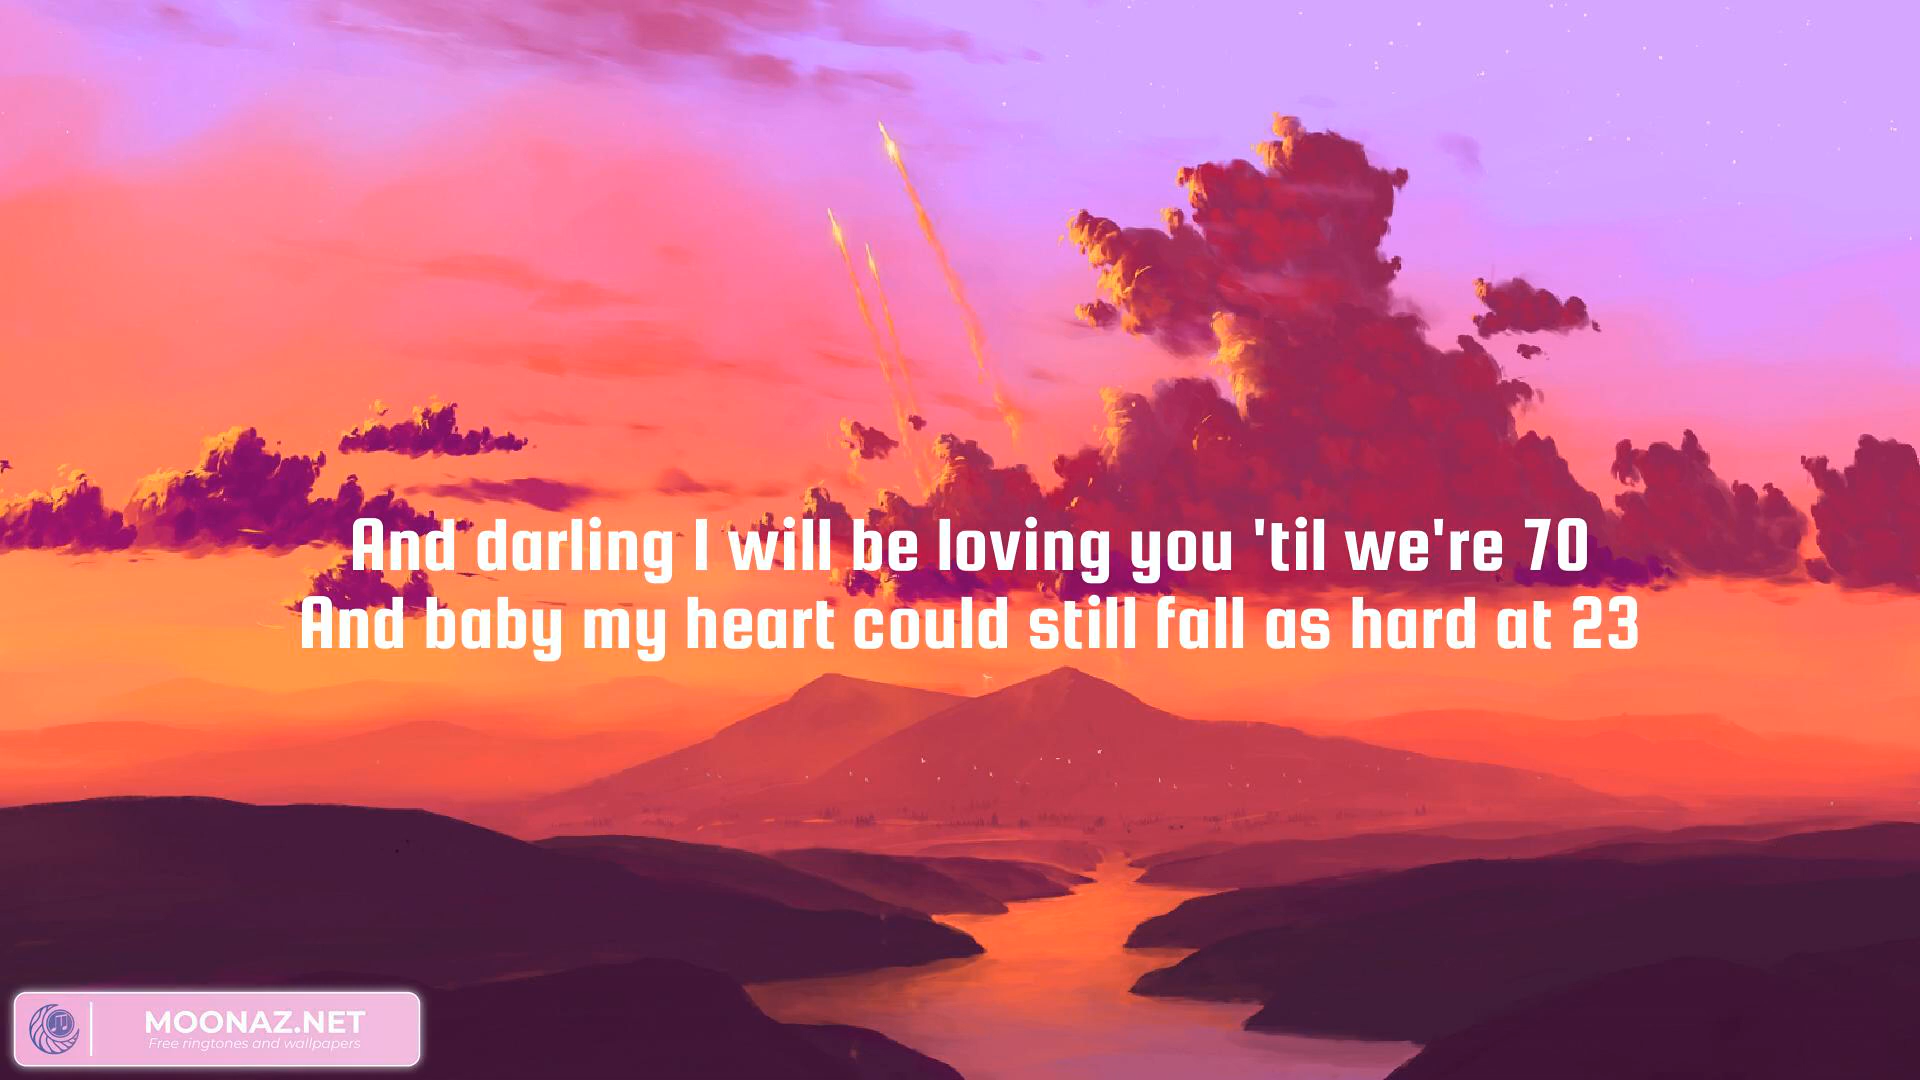 And darling I will be loving you 'til we're 70
And baby my heart could still fall as hard at 23
MOONAZ.NET
Free ringtones and wallpapers